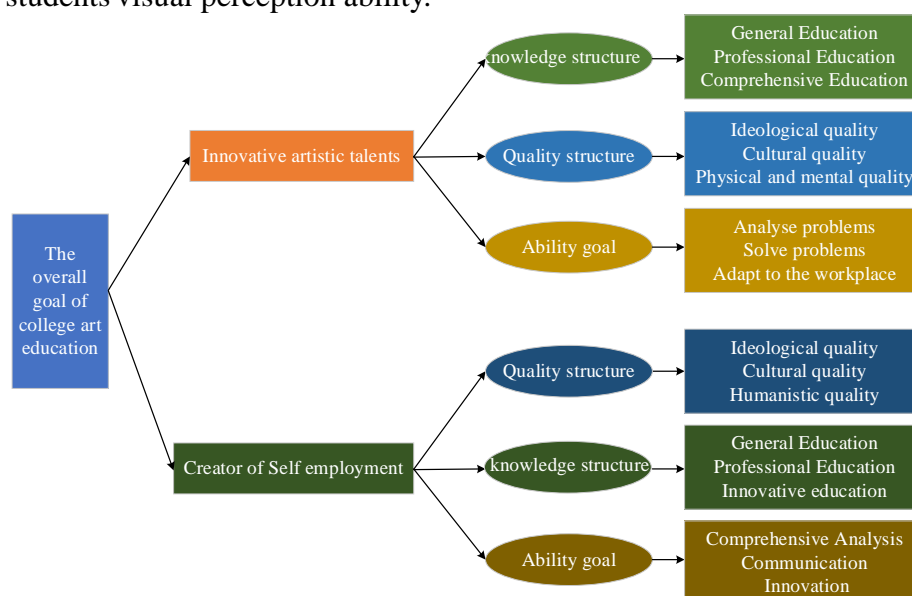 students visual perception ability.
The
overall
goal of
college art
education
Innovative artistic talents
knowledge structure
General Education
Professional Education
Comprehensive Education
Quality structure
Ideological quality
Cultural quality
Physical and mental quality
Ability goal
Analyse problems
Solve problems
Adapt to the workplace
Creator of Self employment
Quality structure
Ideological quality
Cultural quality
Humanistic quality
knowledge structure
General Education
Professional Education
Innovative education
Ability goal
Comprehensive Analysis
Communication
Innovation